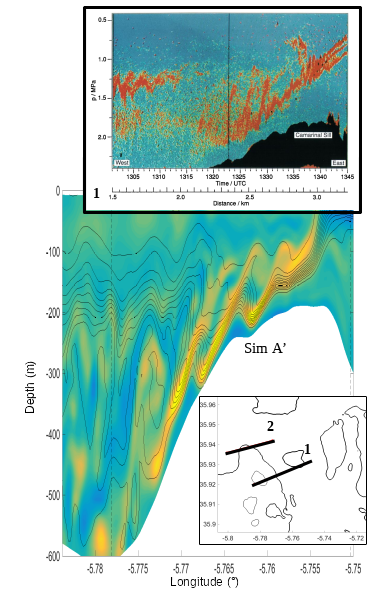 0.5
1.0
1.5
2.0
p / MPa
Camarinal Sill
West
East
1305 1310 1315 1320 1325 1330 1335 1340 1345
Time / UTC
1
1.5 2.0 2.5 3.0
Distance / km
0
-100
-200
-300
-400
-500
-600
Depth (m)
Sim A’
35.96
35.95
35.94
35.93
35.92
35.91
35.9
2
1
-5.8 -5.78 -5.76 -5.74 -5.72
-5.78 -5.775 -5.77 -5.765 -5.76 -5.755 -5.75
Longitude (°)